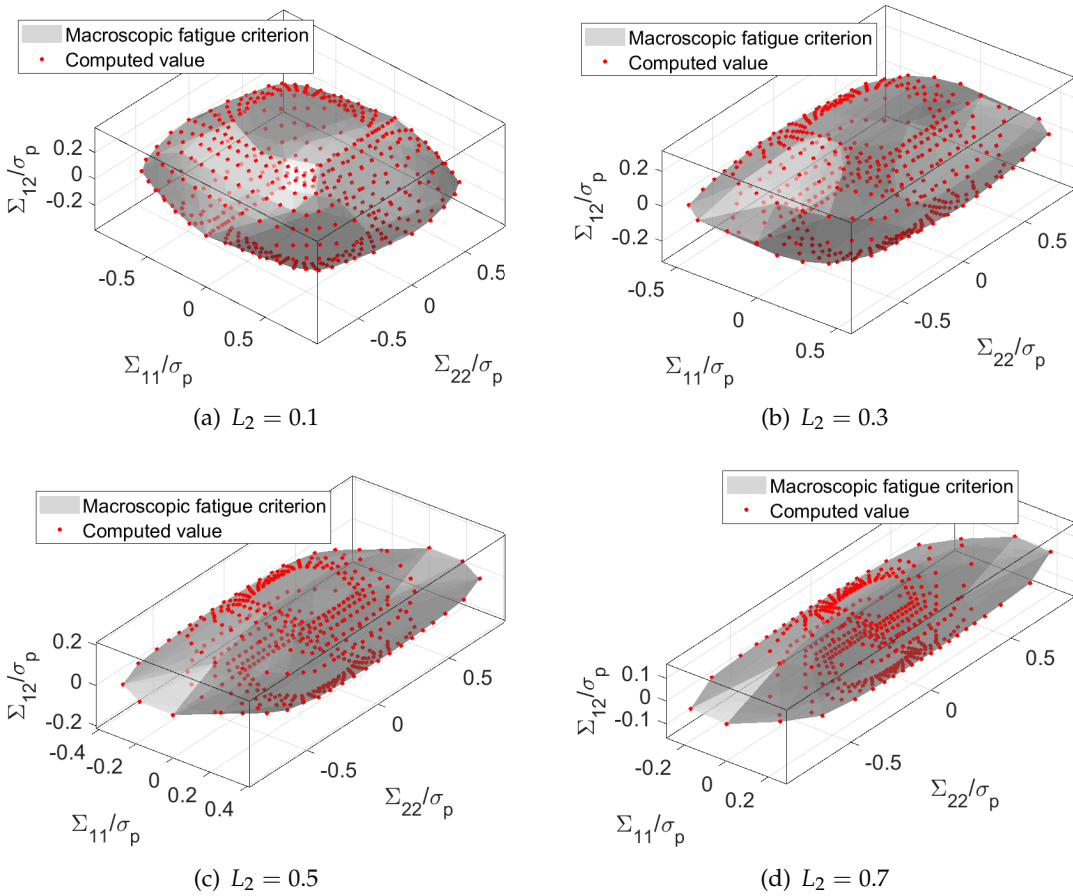 Macroscopic fatigue criterion
Computed value
0.2
0
-0.2
Σ12/σp
-0.5
0
0.5
Σ11/σp
-0.5
0
0.5
Σ22/σp
(a) L2 = 0.1
Macroscopic fatigue criterion
Computed value
0.2
0
-0.2
Σ12/σp
-0.5
0
0.5
Σ11/σp
-0.5
0
0.5
Σ22/σp
(b) L2 = 0.3
Macroscopic fatigue criterion
Computed value
0.2
0
-0.2
Σ12/σp
-0.4
-0.2
0
0.2
0.4
Σ11/σp
-0.5
0
0.5
Σ22/σp
(c) L2 = 0.5
Macroscopic fatigue criterion
Computed value
0.1
0
-0.1
Σ12/σp
-0.2
0
0.2
Σ11/σp
-0.5
0
0.5
Σ22/σp
(d) L2 = 0.7